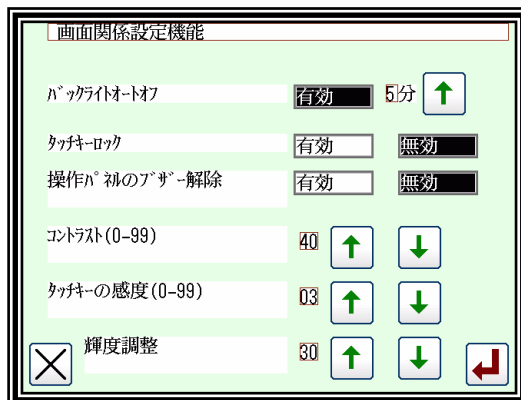 画面関係設定機能
ﾊﾞｯｸﾗｲﾄｵｰﾄｵﾌ 有効 5分
ﾀｯﾁｷｰﾛｯｸ 有効 無効
操作ﾊﾟﾈﾙのﾌﾞｻﾞｰ解除 有効 無効
ｺﾝﾄﾗｽﾄ(0-99) 40
ﾀｯﾁｷｰの感度(0-99) 03
輝度調整 30